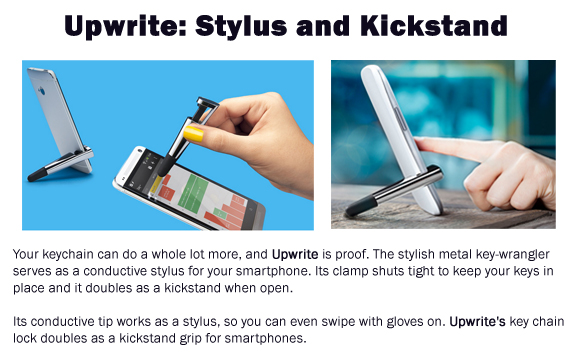 Upwrite: Stylus and Kickstand
Your keychain can do a whole lot more, and Upwrite is proof. The stylish metal key-wrangler
serves as a conductive stylus for your smartphone. Its clamp shuts tight to keep your keys in
place and it doubles as a kickstand when open.
Its conductive tip works as a stylus, so you can even swipe with gloves on. Upwrite's key chain
lock doubles as a kickstand grip for smartphones.